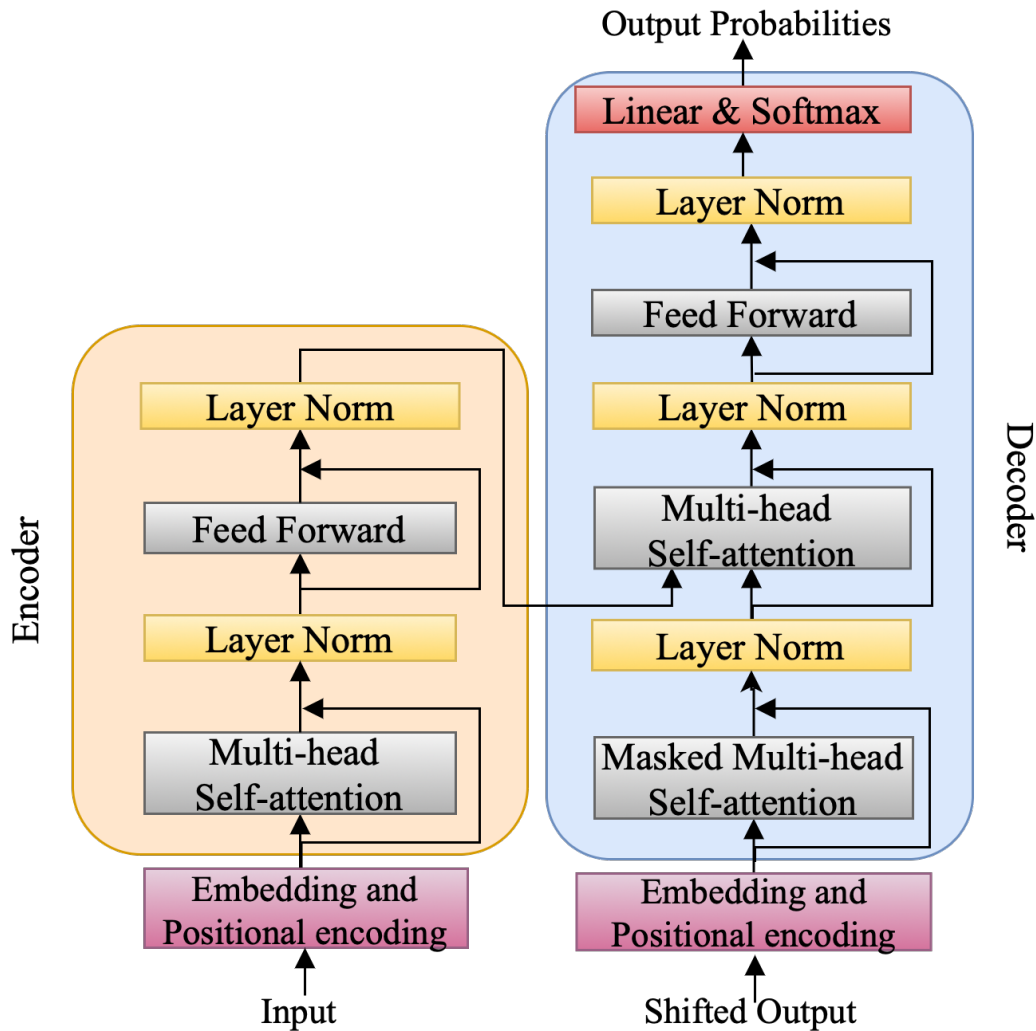 Output Probabilities
Linear & Softmax
Layer Norm
Feed Forward
Layer Norm
Multi-head
Self-attention
Layer Norm
Masked Multi-head
Self-attention
Embedding and
Positional encoding
Shifted Output
Decoder
Encoder
Layer Norm
Feed Forward
Layer Norm
Multi-head
Self-attention
Embedding and
Positional encoding
Input